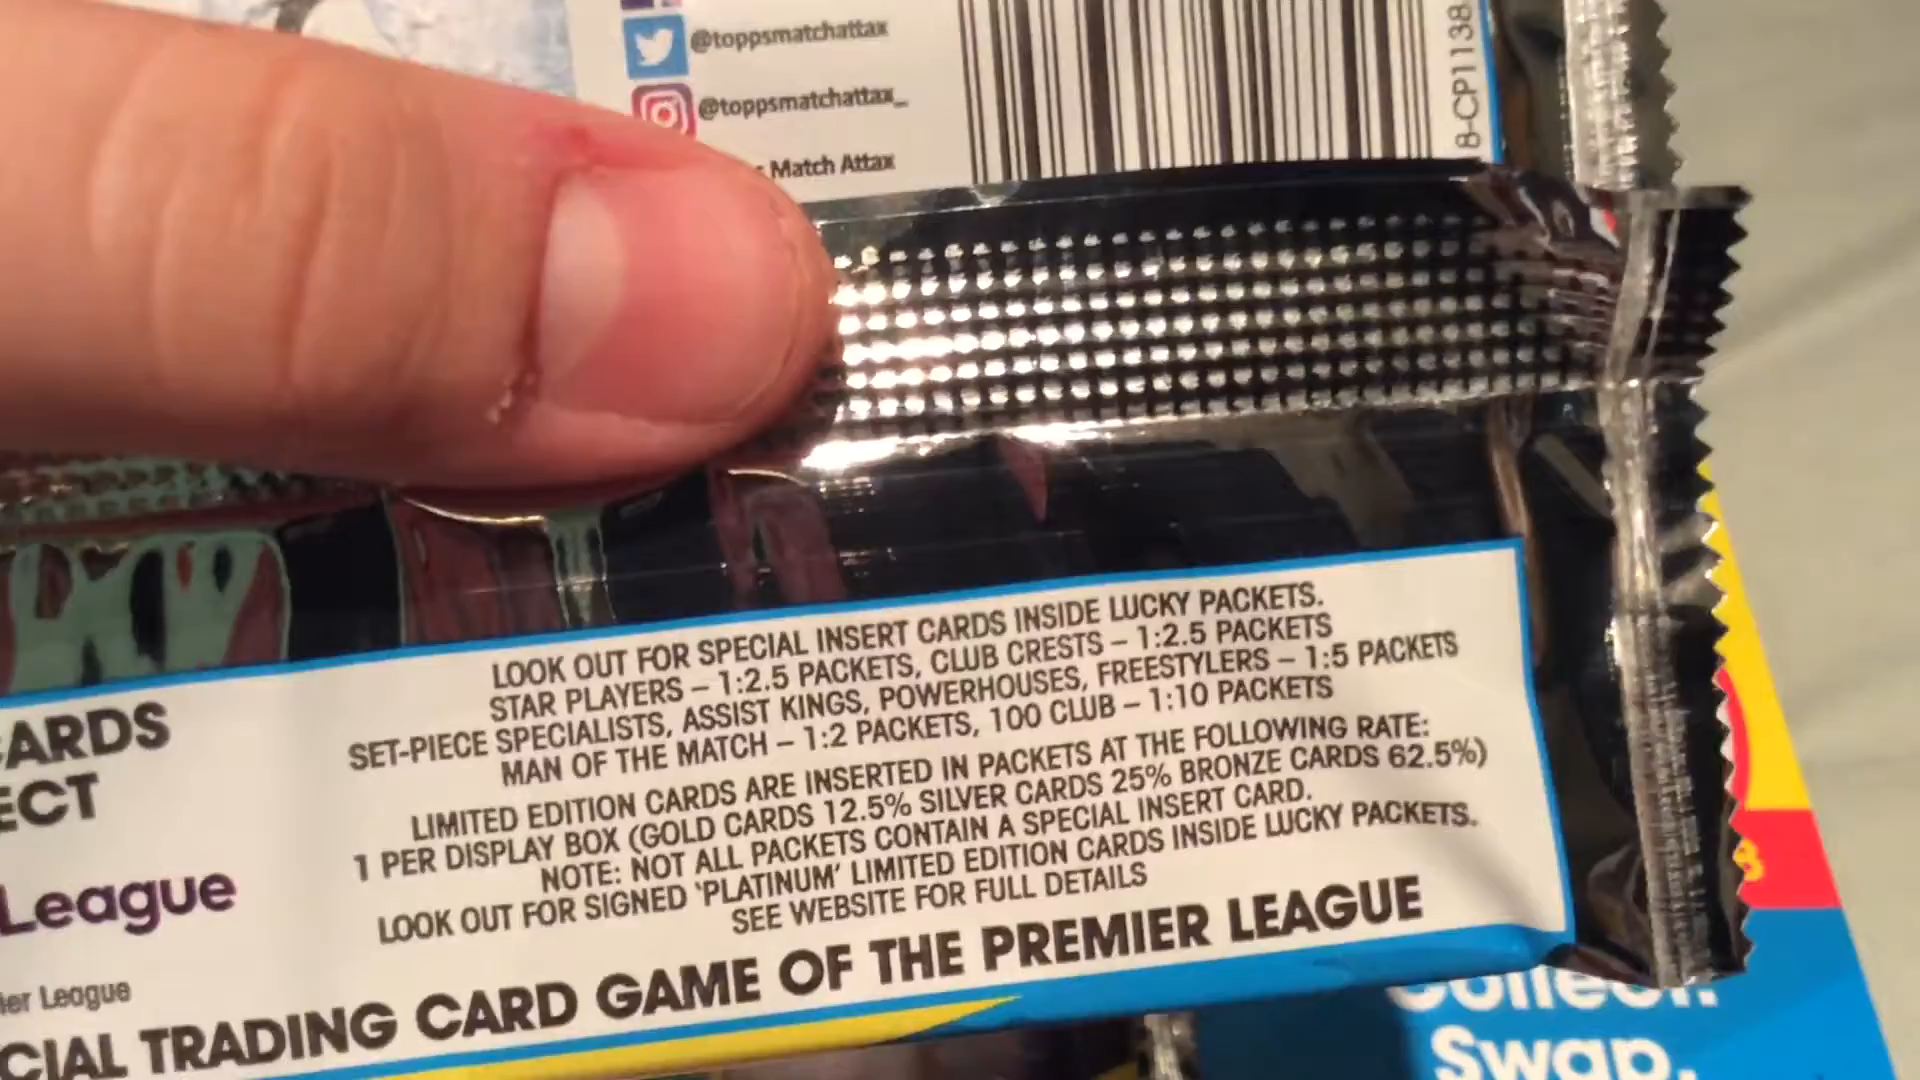 @toppsmatchattax
@toppsmatchattax_
Match Attax
8-CP1138
LOOK OUT FOR SPECIAL INSERT CARDS INSIDE LUCKY PACKETS.
STAR PLAYERS – 1:2.5 PACKETS, CLUB CRESTS – 1:2.5 PACKETS
SET-PIECE SPECIALISTS, ASSIST KINGS, POWERHOUSES, FREESTYLERS – 1:5 PACKETS
MAN OF THE MATCH – 1:2 PACKETS, 100 CLUB – 1:10 PACKETS
LIMITED EDITION CARDS ARE INSERTED IN PACKETS AT THE FOLLOWING RATE:
1 PER DISPLAY BOX (GOLD CARDS 12.5% SILVER CARDS 25% BRONZE CARDS 62.5%)
NOTE: NOT ALL PACKETS CONTAIN A SPECIAL INSERT CARD.
LOOK OUT FOR SIGNED 'PLATINUM' LIMITED EDITION CARDS INSIDE LUCKY PACKETS.
SEE WEBSITE FOR FULL DETAILS
CARDS
ECT
League
ier League
CIAL TRADING CARD GAME OF THE PREMIER LEAGUE
Collect.
Swap.